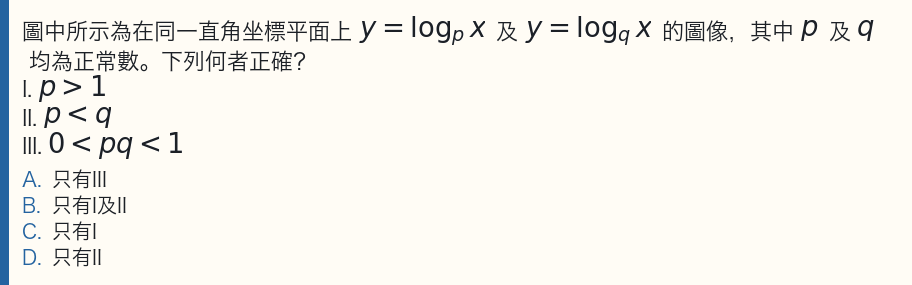 圖中所示為在同一直角坐標平面上 y = log_p x 及 y = log_q x 的圖像，其中 p 及 q
均為正常數。下列何者正確?
I. p > 1
II. p < q
III. 0 < pq < 1
A. 只有III
B. 只有I及II
C. 只有I
D. 只有II